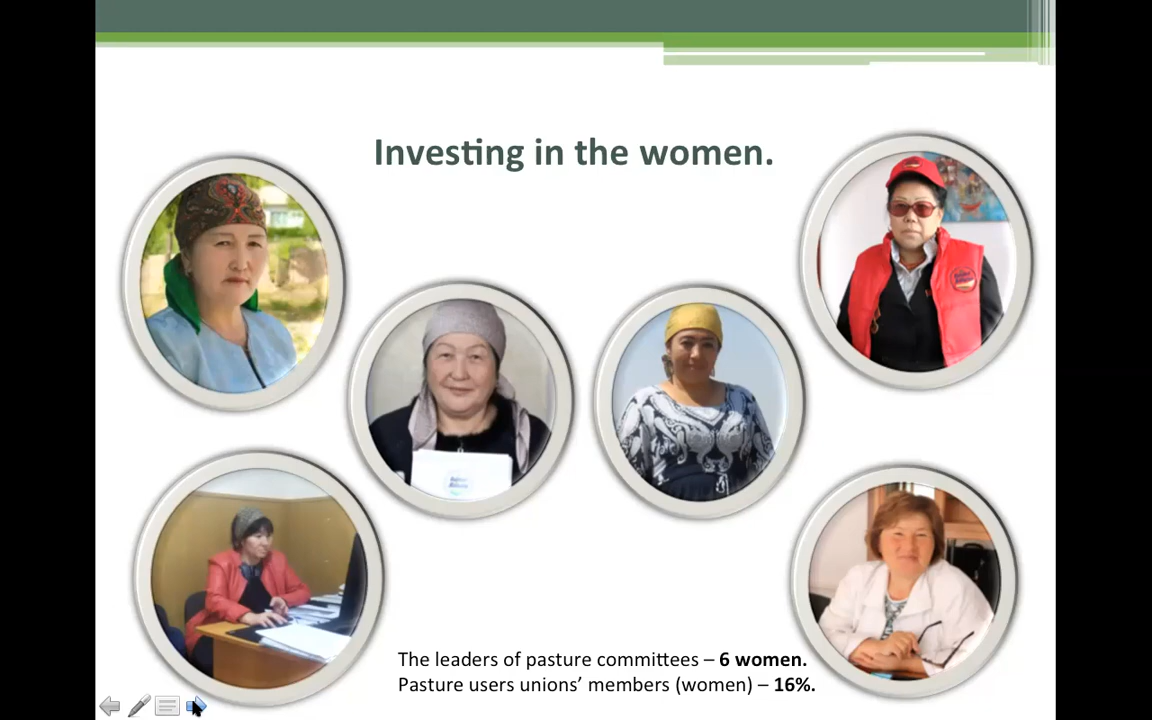 Investing in the women.
The leaders of pasture committees – 6 women.
Pasture users unions’ members (women) – 16%.